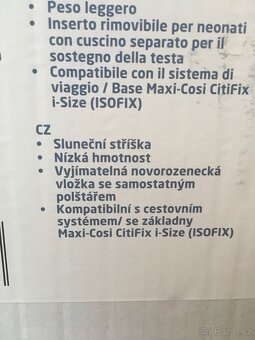 • Peso leggero
• Inserto rimovibile per neonati
con cuscino separato per il
sostegno della testa
• Compatibile con il sistema di
viaggio / Base Maxi-Cosi CitiFix
i-Size (ISOFIX)
CZ
• Sluneční stříška
• Nízká hmotnost
• Vyjímatelná novorozenecká
vložka se samostatným
polštářem
• Kompatibilní s cestovním
systémem/ se základny
Maxi-Cosi CitiFix i-Size (ISOFIX)